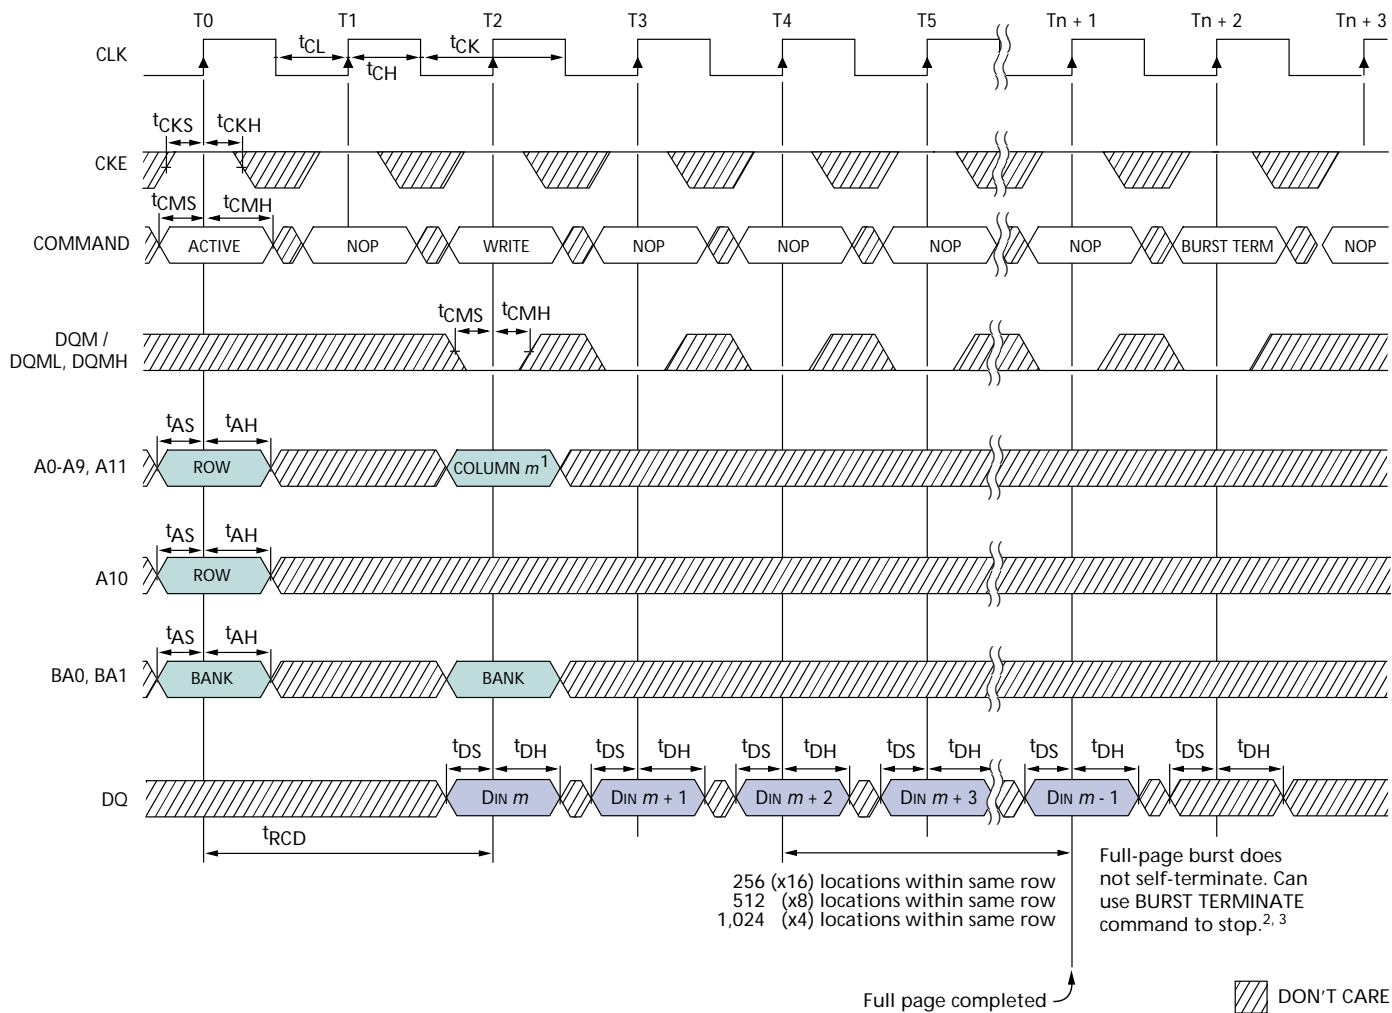 T0 T1 T2 T3 T4 T5 Tn + 1 Tn + 2 Tn + 3
CLK
tCL tCK
tCH
tCKS tCKH
CKE
tCMS tCMH
COMMAND ACTIVE NOP WRITE NOP NOP NOP NOP BURST TERM NOP
tCMS tCMH
DQM /
DQML, DQMH
tAS tAH
A0-A9, A11 ROW COLUMN m1
tAS tAH
A10 ROW
tAS tAH
BA0, BA1 BANK BANK
tDS tDH tDS tDH tDS tDH tDS tDH tDS tDH tDS tDH
DQ DIN m DIN m + 1 DIN m + 2 DIN m + 3 DIN m - 1
tRCD
256 (x16) locations within same row
512 (x8) locations within same row
1,024 (x4) locations within same row
Full-page burst does
not self-terminate. Can
use BURST TERMINATE
command to stop.2, 3
Full page completed
DON'T CARE